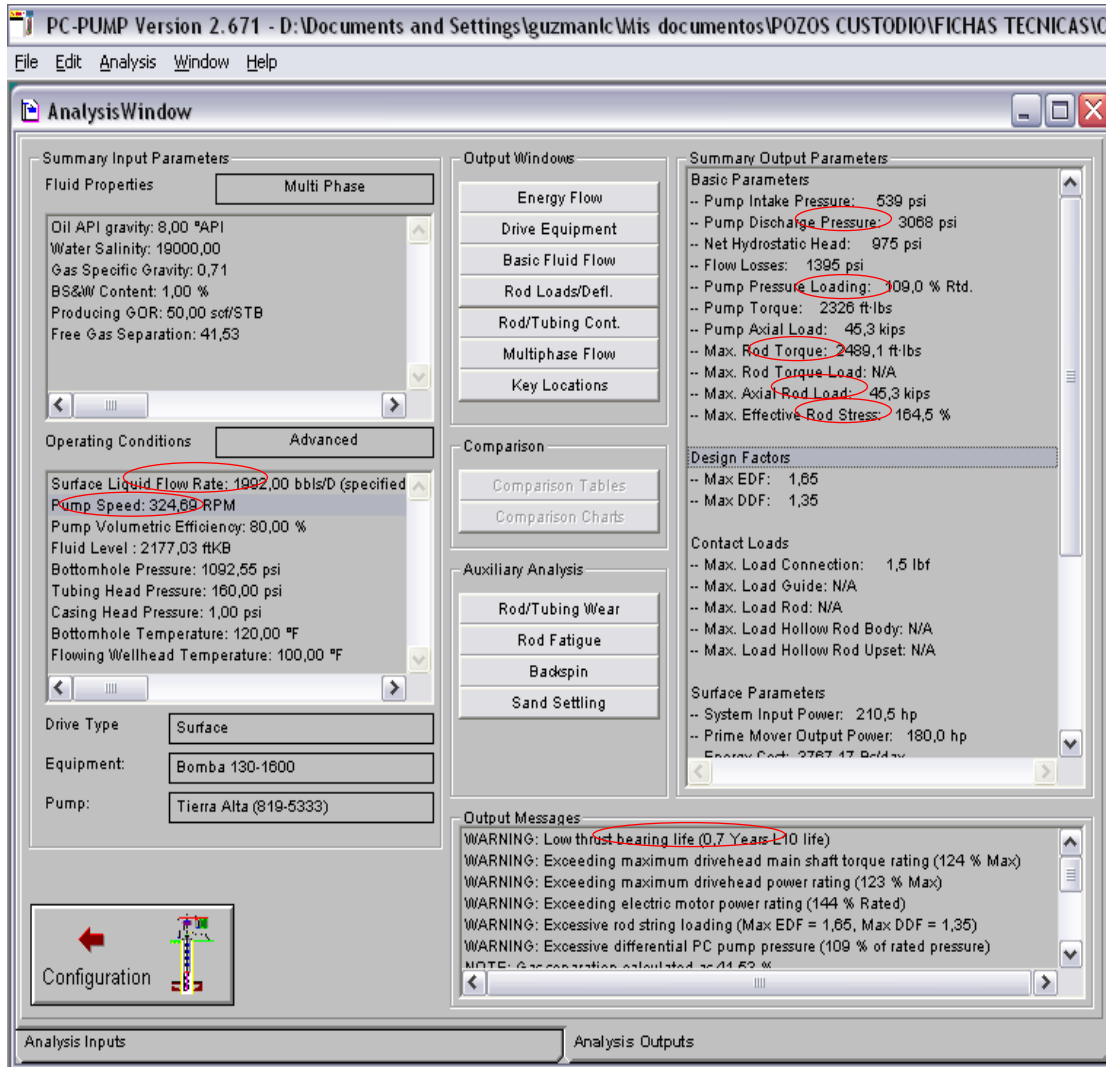 PC-PUMP Version 2.671 - D:\Documents and Settings\guzmanlc\Mis documentos\POZOS CUSTODIO\FICHAS TECNICAS\C
File Edit Analysis Window Help
AnalysisWindow
Summary Input Parameters
Fluid Properties
Multi Phase
Oil API gravity: 8,00 °API
Water Salinity: 19000,00
Gas Specific Gravity: 0,71
BS&W Content: 1,00 %
Producing GOR: 50,00 scf/STB
Free Gas Separation: 41,53
Operating Conditions
Advanced
Surface Liquid Flow Rate: 1992,00 bbls/D (specified
Pump Speed: 324,69 RPM
Pump Volumetric Efficiency: 80,00 %
Fluid Level : 2177,03 ftKB
Bottomhole Pressure: 1092,55 psi
Tubing Head Pressure: 160,00 psi
Casing Head Pressure: 1,00 psi
Bottomhole Temperature: 120,00 °F
Flowing Wellhead Temperature: 100,00 °F
Drive Type
Surface
Equipment:
Bomba 130-1600
Pump:
Tierra Alta (819-5333)
Configuration
Output Windows
Energy Flow
Drive Equipment
Basic Fluid Flow
Rod Loads/Defl.
Rod/Tubing Cont.
Multiphase Flow
Key Locations
Comparison
Comparison Tables
Comparison Charts
Auxiliary Analysis
Rod/Tubing Wear
Rod Fatigue
Backspin
Sand Settling
Summary Output Parameters
Basic Parameters
-- Pump Intake Pressure: 539 psi
-- Pump Discharge Pressure: 3068 psi
-- Net Hydrostatic Head: 975 psi
-- Flow Losses: 1395 psi
-- Pump Pressure Loading: 109,0 % Rtd.
-- Pump Torque: 2326 ft·lbs
-- Pump Axial Load: 45,3 kips
-- Max. Rod Torque: 2489,1 ft·lbs
-- Max. Rod Torque Load: N/A
-- Max. Axial Rod Load: 45,3 kips
-- Max. Effective Rod Stress: 164,5 %
Design Factors
-- Max EDF: 1,65
-- Max DDF: 1,35
Contact Loads
-- Max. Load Connection: 1,5 lbf
-- Max. Load Guide: N/A
-- Max. Load Rod: N/A
-- Max. Load Hollow Rod Body: N/A
-- Max. Load Hollow Rod Upset: N/A
Surface Parameters
-- System Input Power: 210,5 hp
-- Prime Mover Output Power: 180,0 hp
-- Energy Cost: 3767,17 Bs/day
Output Messages
WARNING: Low thrust bearing life (0,7 Years L10 life)
WARNING: Exceeding maximum drivehead main shaft torque rating (124 % Max)
WARNING: Exceeding maximum drivehead power rating (123 % Max)
WARNING: Exceeding electric motor power rating (144 % Rated)
WARNING: Excessive rod string loading (Max EDF = 1,65, Max DDF = 1,35)
WARNING: Excessive differential PC pump pressure (109 % of rated pressure)
NOTE: Gas separation calculated as 41,53 %
Analysis Inputs
Analysis Outputs